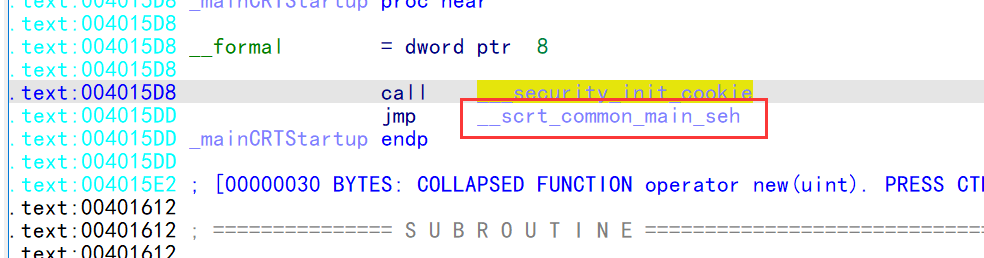 .text:004015D8 _mainCRTStartup proc near
.text:004015D8
.text:004015D8 __formal = dword ptr 8
.text:004015D8
.text:004015D8 call ___security_init_cookie
.text:004015DD jmp __scrt_common_main_seh
.text:004015DD _mainCRTStartup endp
.text:004015DD
.text:004015E2 ; [00000030 BYTES: COLLAPSED FUNCTION operator new(uint). PRESS CT
.text:00401612
.text:00401612 ; =============== S U B R O U T I N E =============================
.text:00401612